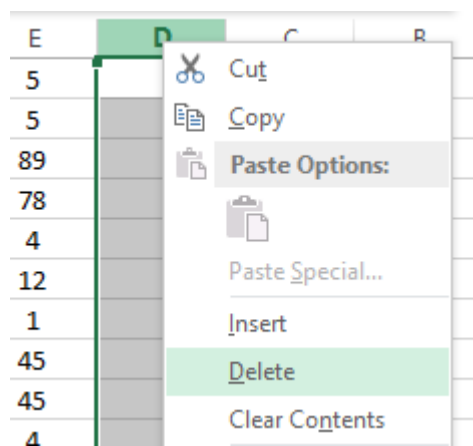 E D C B
5
5
89
78
4
12
1
45
45
4
Cut
Copy
Paste Options:
Paste Special...
Insert
Delete
Clear Contents